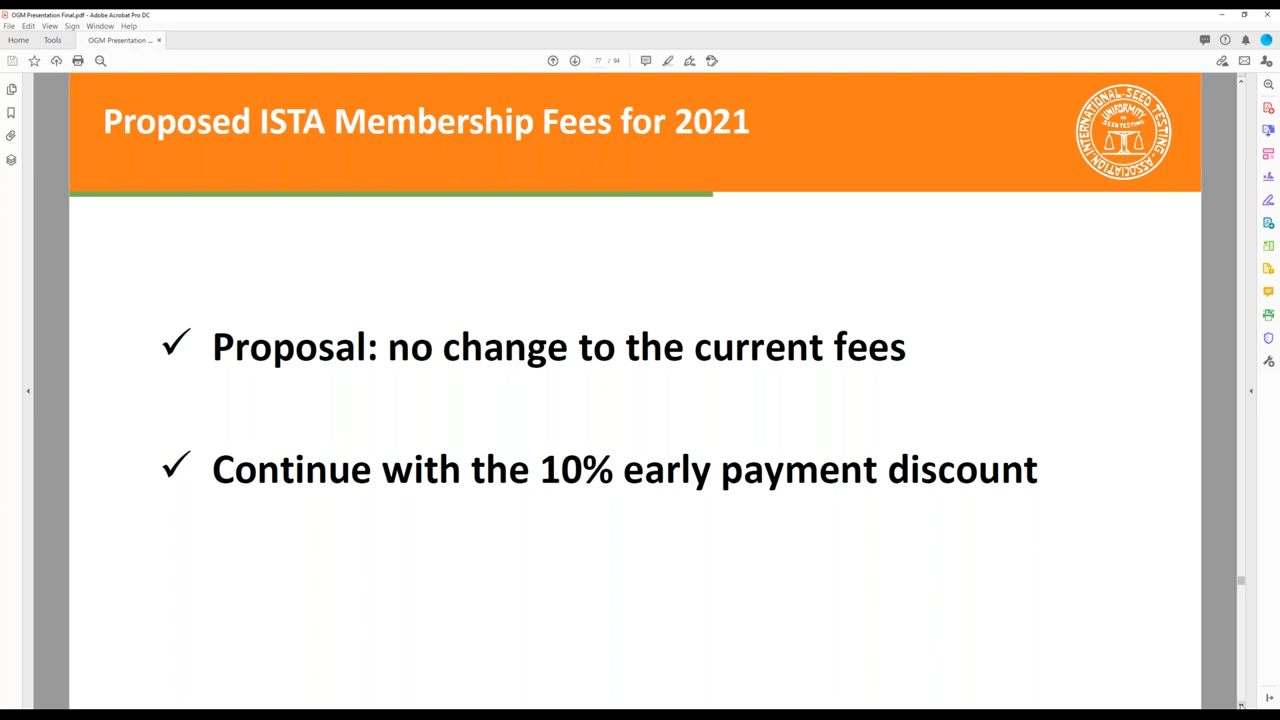 OGM Presentation Final.pdf - Adobe Acrobat Pro DC
File Edit View Sign Window Help
Home Tools OGM Presentation ... ×
77 / 94
Proposed ISTA Membership Fees for 2021
INTERNATIONAL SEED TESTING ASSOCIATION
UNIFORMITY
IN
SEED TESTING
✓ Proposal: no change to the current fees
✓ Continue with the 10% early payment discount